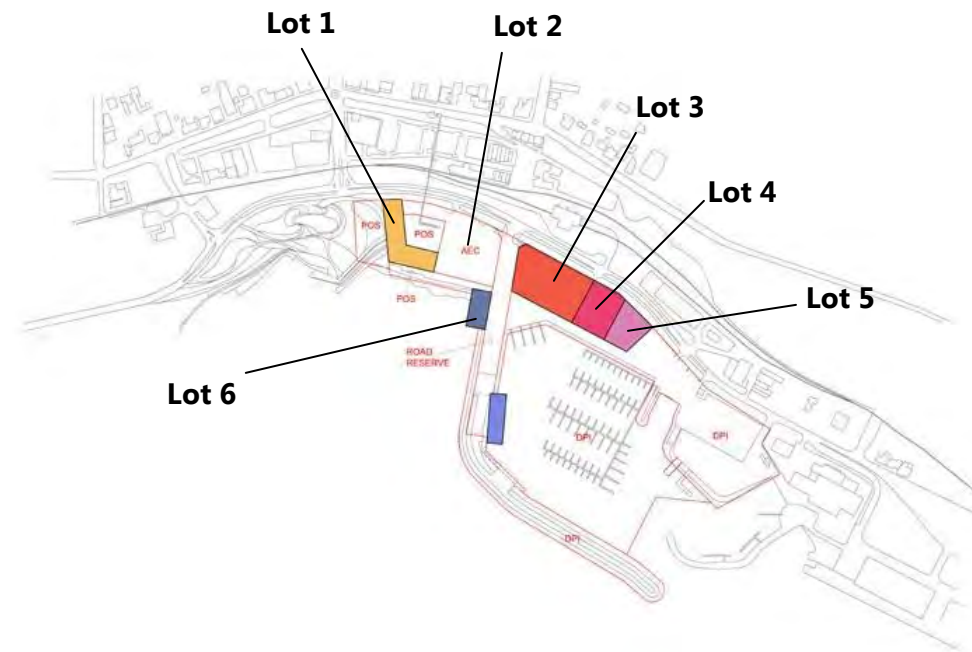 Lot 1
Lot 2
Lot 3
Lot 4
Lot 5
POS
POS
AEC
POS
ROAD
RESERVE
Lot 6
DPI
DPI
DPI